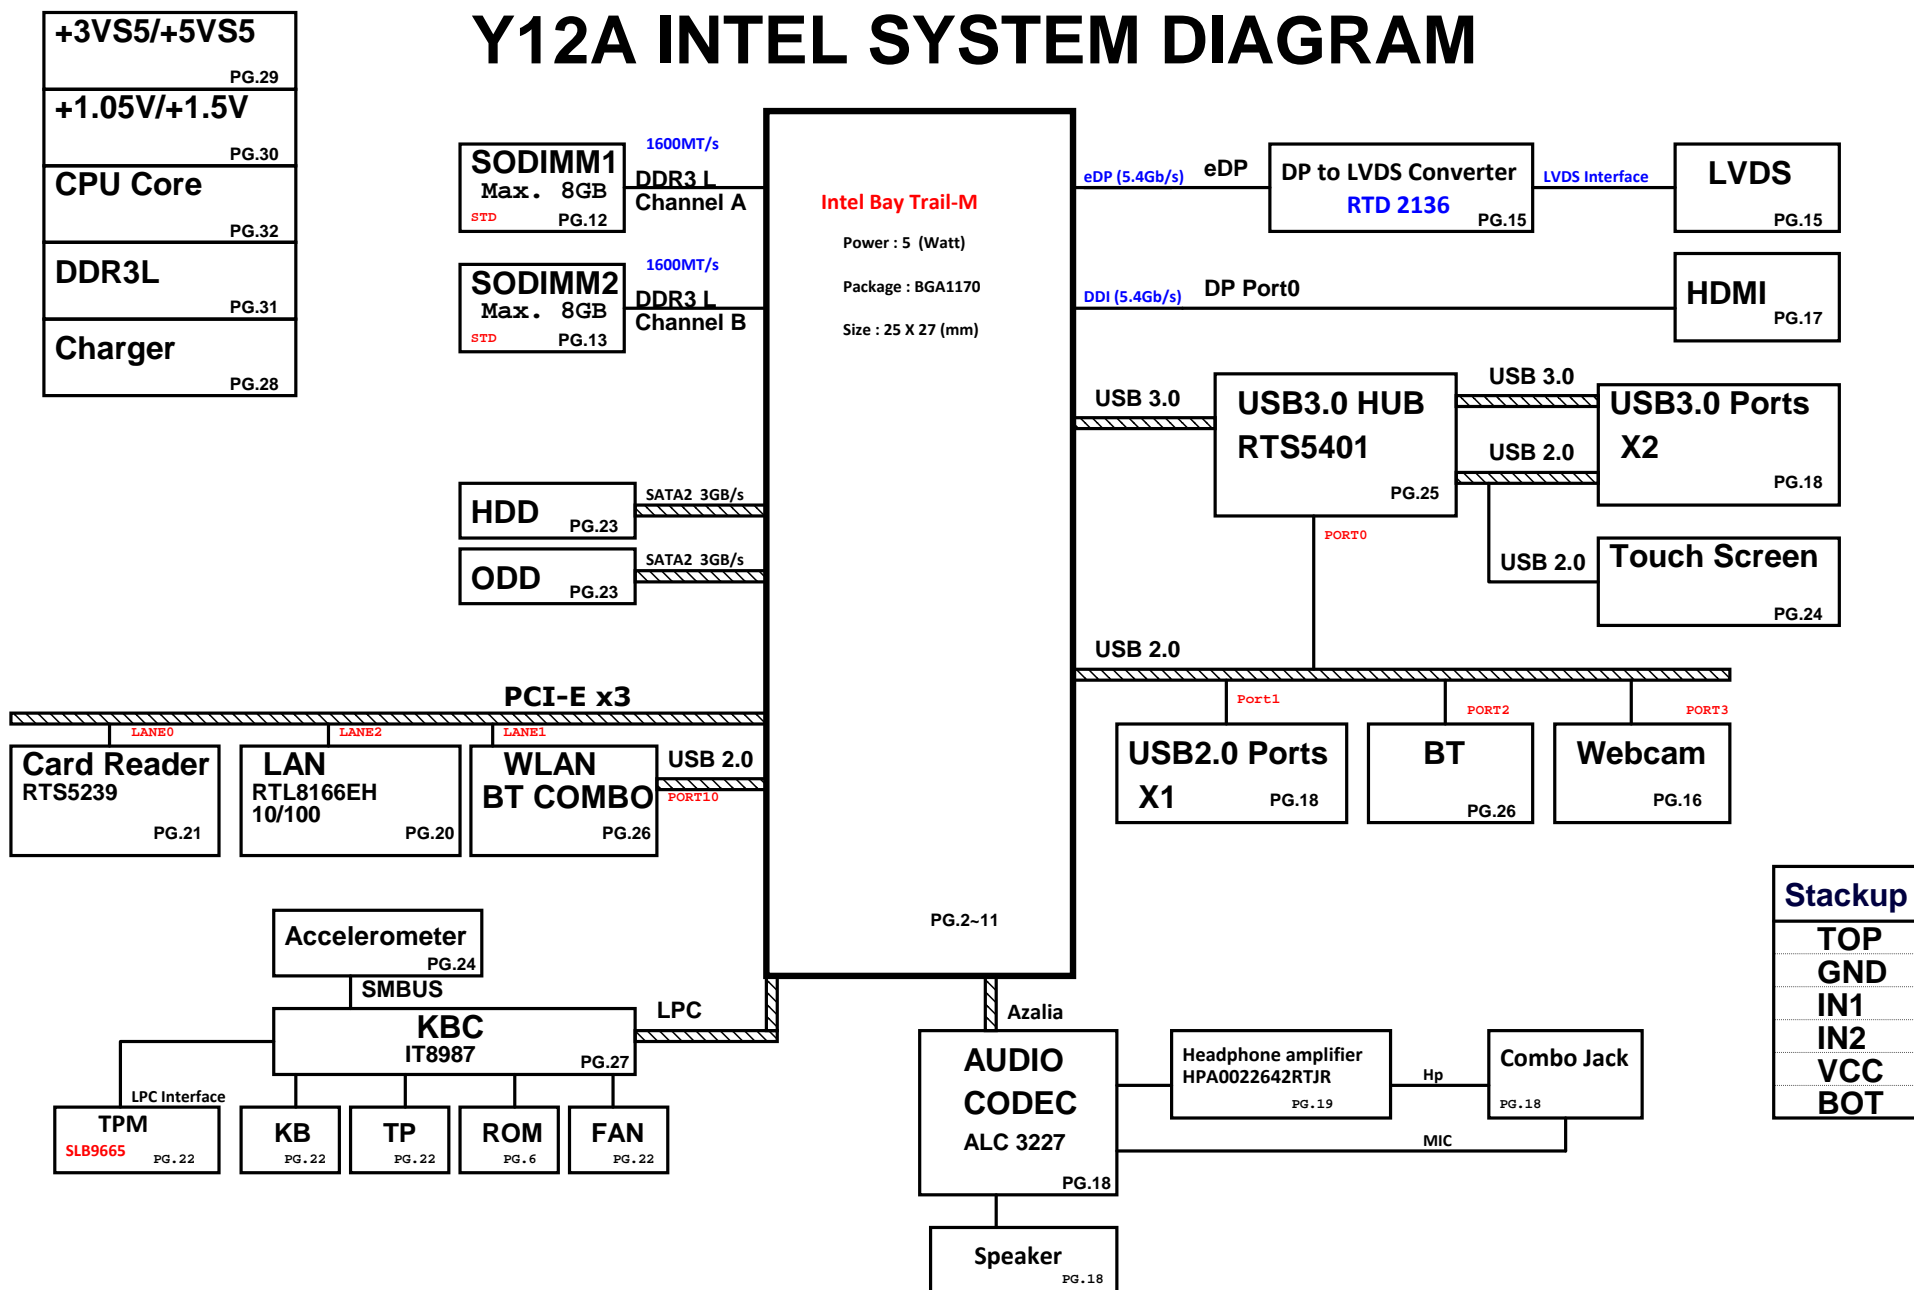 Y12A INTEL SYSTEM DIAGRAM
+3VS5/+5VS5
PG.29
+1.05V/+1.5V
PG.30
CPU Core
PG.32
DDR3L
PG.31
Charger
PG.28
SODIMM1
Max. 8GB
STD
PG.12
1600MT/s
DDR3 L
Channel A
SODIMM2
Max. 8GB
STD
PG.13
1600MT/s
DDR3 L
Channel B
Intel Bay Trail-M
Power : 5 (Watt)
Package : BGA1170
Size : 25 X 27 (mm)
PG.2~11
eDP (5.4Gb/s)
eDP
DP to LVDS Converter
RTD 2136
PG.15
LVDS Interface
LVDS
PG.15
DDI (5.4Gb/s)
DP Port0
HDMI
PG.17
USB 3.0
USB3.0 HUB
RTS5401
PG.25
USB 3.0
USB 2.0
USB3.0 Ports
X2
PG.18
PORT0
USB 2.0
Touch Screen
PG.24
HDD
PG.23
SATA2 3GB/s
ODD
PG.23
SATA2 3GB/s
USB 2.0
Port1
PORT2
PORT3
USB2.0 Ports
X1
PG.18
BT
PG.26
Webcam
PG.16
PCI-E x3
LANE0
LANE2
LANE1
Card Reader
RTS5239
PG.21
LAN
RTL8166EH
10/100
PG.20
WLAN
BT COMBO
PG.26
USB 2.0
PORT10
Accelerometer
PG.24
SMBUS
KBC
IT8987
PG.27
LPC
LPC Interface
TPM
SLB9665
PG.22
KB
PG.22
TP
PG.22
ROM
PG.6
FAN
PG.22
Azalia
AUDIO
CODEC
ALC 3227
PG.18
Headphone amplifier
HPA0022642RTJR
PG.19
Hp
Combo Jack
PG.18
MIC
Speaker
PG.18
Stackup
TOP
GND
IN1
IN2
VCC
BOT